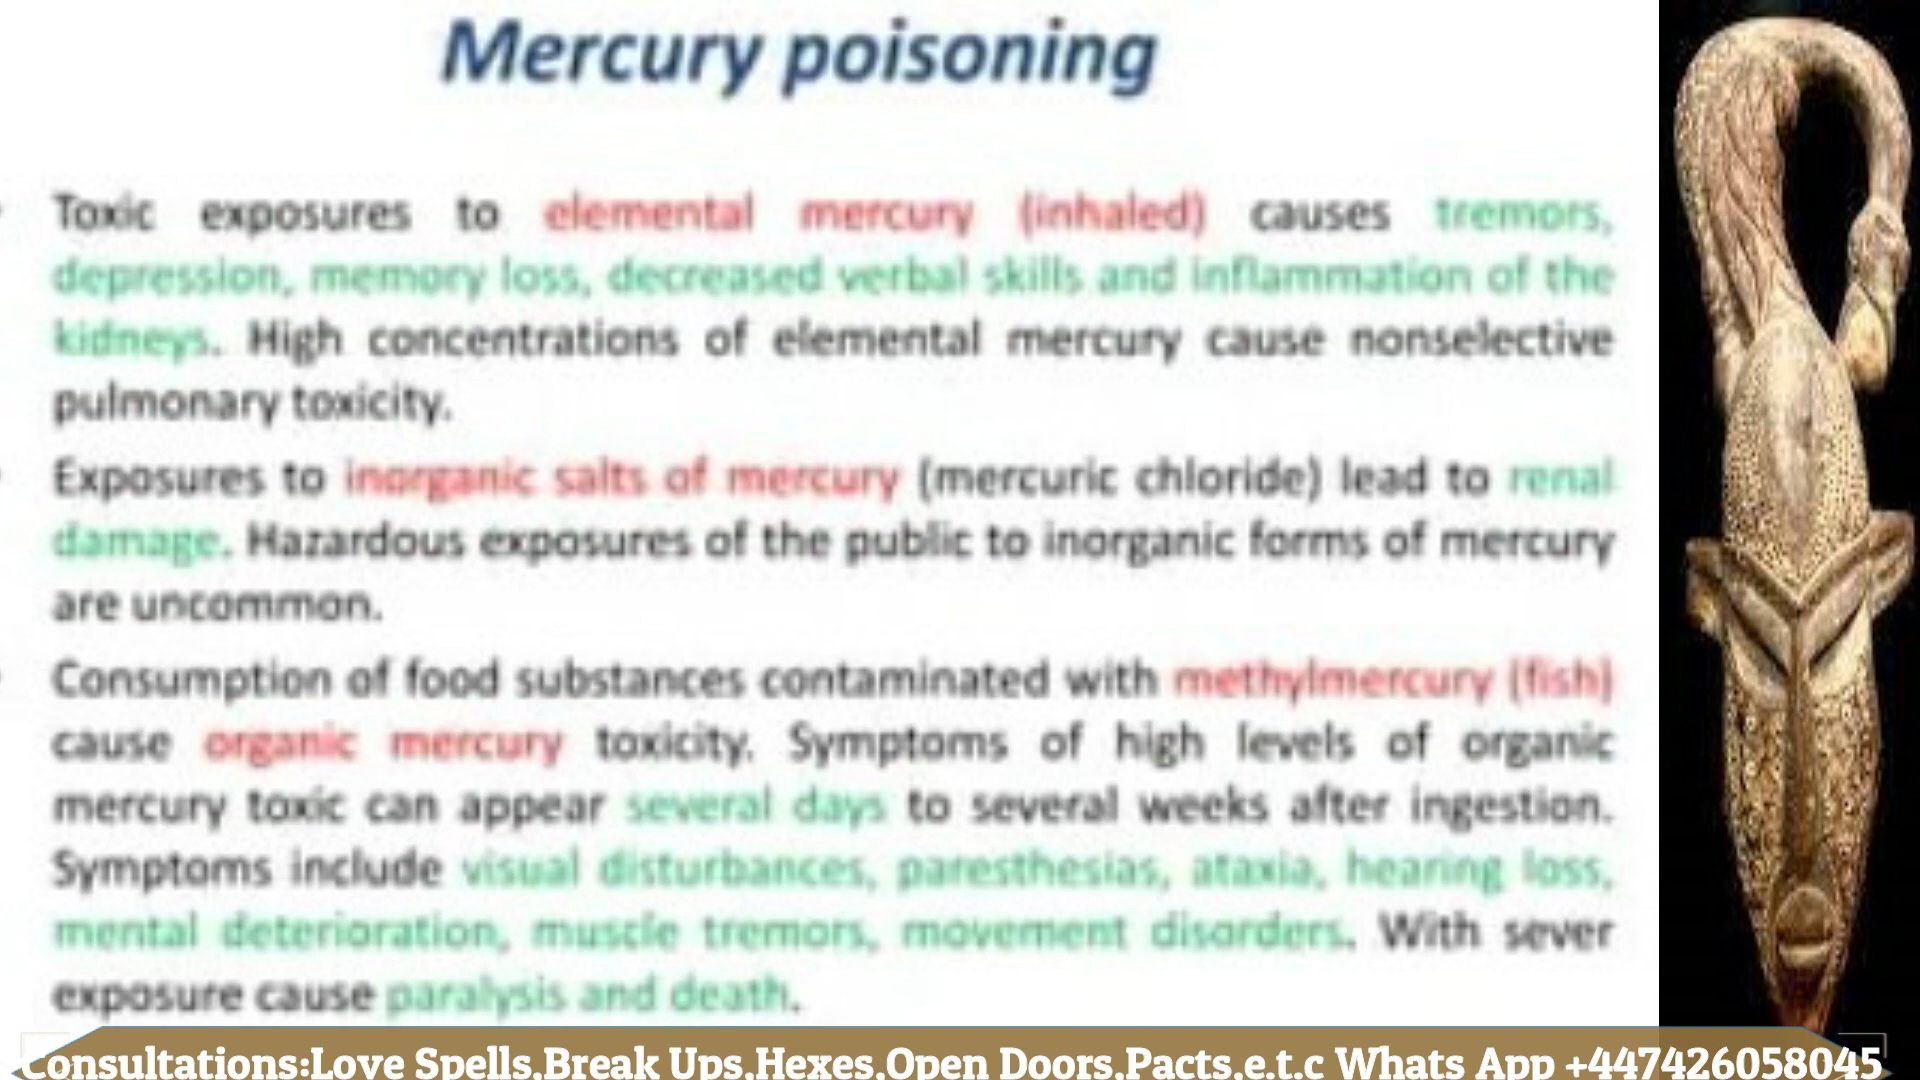 Mercury poisoning
Toxic exposures to elemental mercury (inhaled) causes tremors,
depression, memory loss, decreased verbal skills and inflammation of the
kidneys. High concentrations of elemental mercury cause nonselective
pulmonary toxicity.
Exposures to inorganic salts of mercury (mercuric chloride) lead to renal
damage. Hazardous exposures of the public to inorganic forms of mercury
are uncommon.
Consumption of food substances contaminated with methylmercury (fish)
cause organic mercury toxicity. Symptoms of high levels of organic
mercury toxic can appear several days to several weeks after ingestion.
Symptoms include visual disturbances, paresthesias, ataxia, hearing loss,
mental deterioration, muscle tremors, movement disorders. With sever
exposure cause paralysis and death.
Consultations:Love Spells,Break Ups,Hexes,Open Doors,Pacts,e.t.c Whats App +447426058045